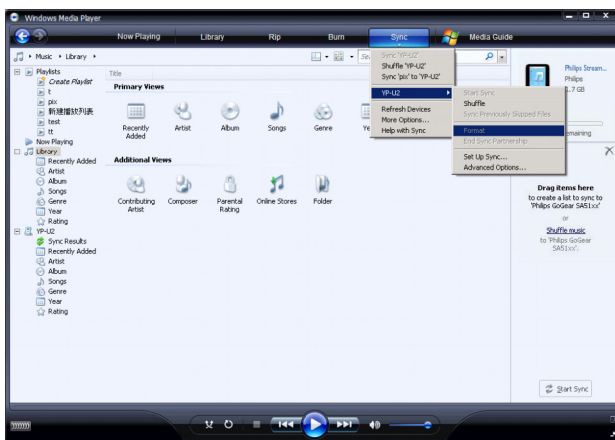 Windows Media Player
Now Playing
Library
Rip
Burn
Sync
Media Guide
Music
Library
Playlists
Create Playlist
t
pix
新建播放列表
test
tt
Now Playing
Library
Recently Added
Artist
Album
Songs
Genre
Year
Rating
YP-U2
Sync Results
Recently Added
Artist
Album
Songs
Genre
Year
Rating
Title
Primary Views
Recently Added
Artist
Album
Songs
Genre
Additional Views
Contributing Artist
Composer
Parental Rating
Online Stores
Folder
Sync 'YP-U2'
Shuffle 'YP-U2'
Sync 'pix' to 'YP-U2'
YP-U2
Refresh Devices
More Options...
Help with Sync
Start Sync
Shuffle
Sync Previously Skipped files
Format
End Sync Partnership
Set Up Sync...
Advanced Options...
Philips Stream...
Philips
1.7 GB
emaining
Drag items here
to create a list to sync to
'Philips GoGear SA51xx'
or
Shuffle music
to 'Philips GoGear
SA51xx'.
Start Sync